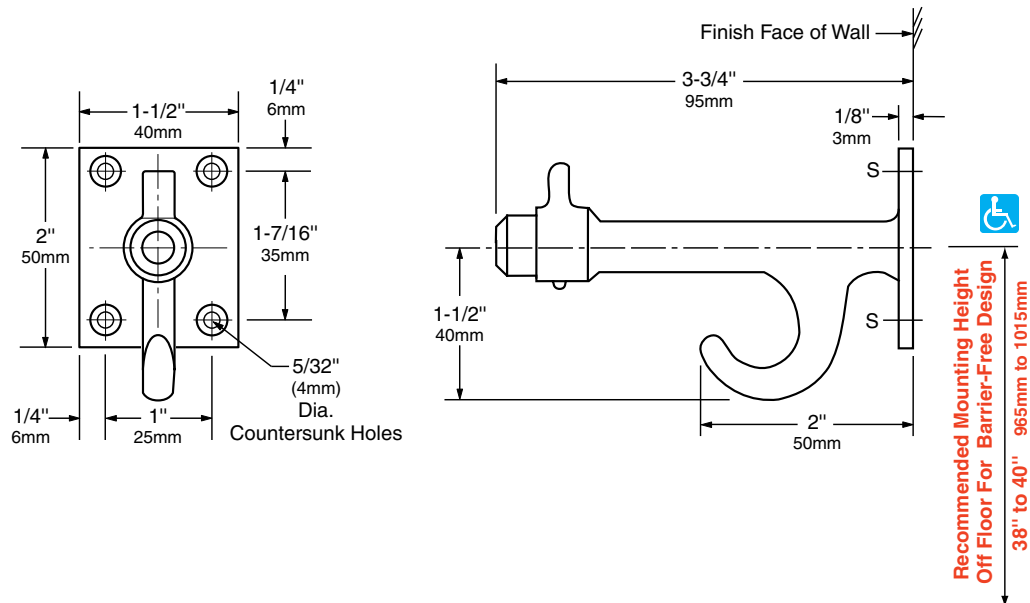 Finish Face of Wall
1/4"
6mm
1-1/2"
40mm
3-3/4"
95mm
1/8"
3mm
S
2"
50mm
1-7/16"
35mm
1-1/2"
40mm
S
5/32"
(4mm)
Dia.
Countersunk Holes
1/4"
6mm
1"
25mm
2"
50mm
Recommended Mounting Height
Off Floor For Barrier-Free Design
38" to 40" 965mm to 1015mm